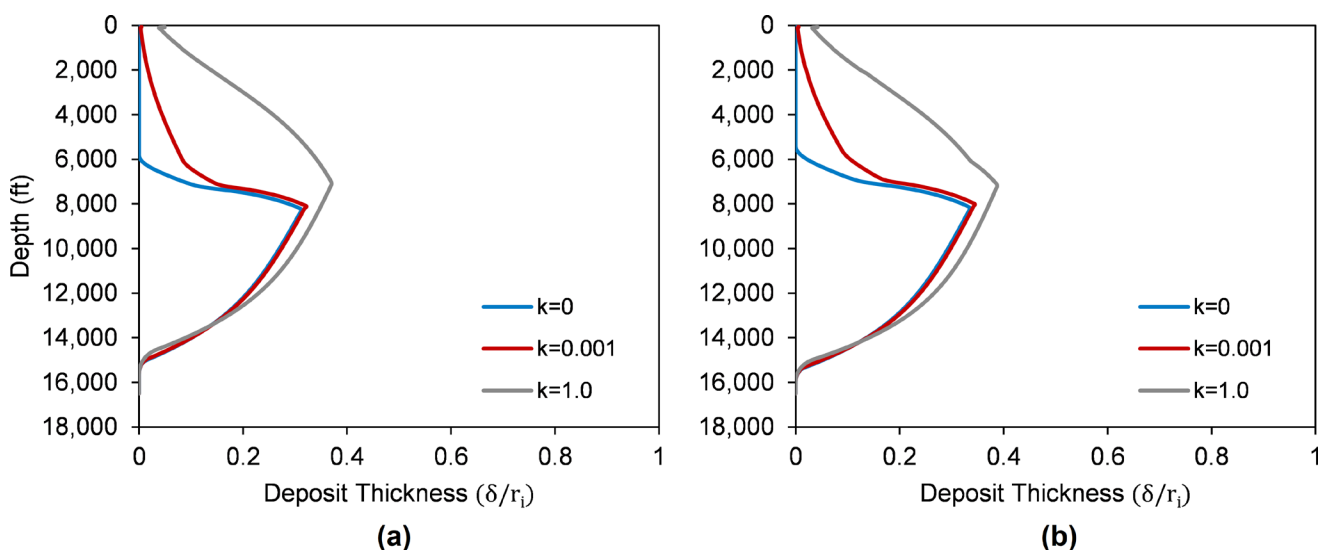 0
2,000
4,000
6,000
8,000
10,000
12,000
14,000
16,000
18,000
Depth (ft)
k=0
k=0.001
k=1.0
0 0.2 0.4 0.6 0.8 1
Deposit Thickness (δ/rᵢ)
(a)
0
2,000
4,000
6,000
8,000
10,000
12,000
14,000
16,000
18,000
k=0
k=0.001
k=1.0
0 0.2 0.4 0.6 0.8 1
Deposit Thickness (δ/rᵢ)
(b)